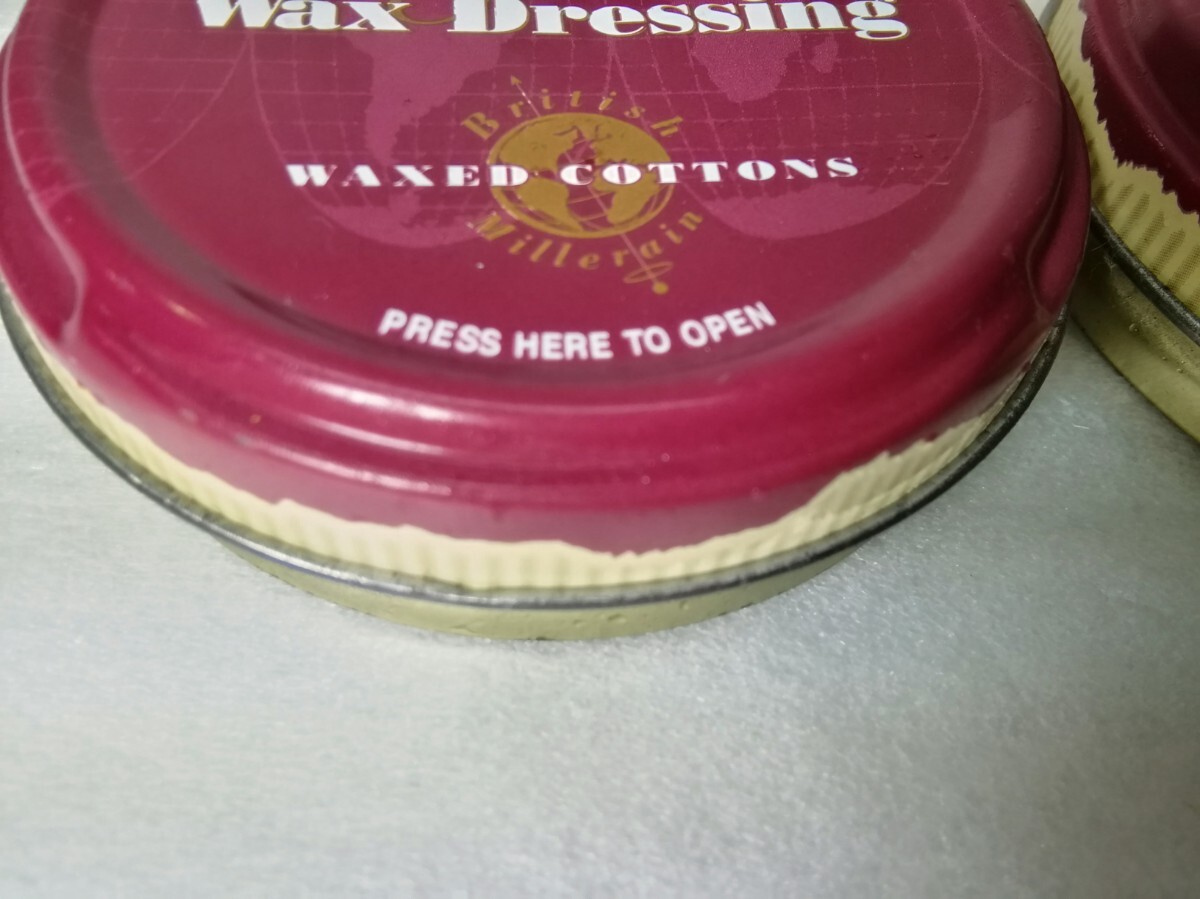 Wax Dressing
British
WAXED COTTONS
Millerain
PRESS HERE TO OPEN